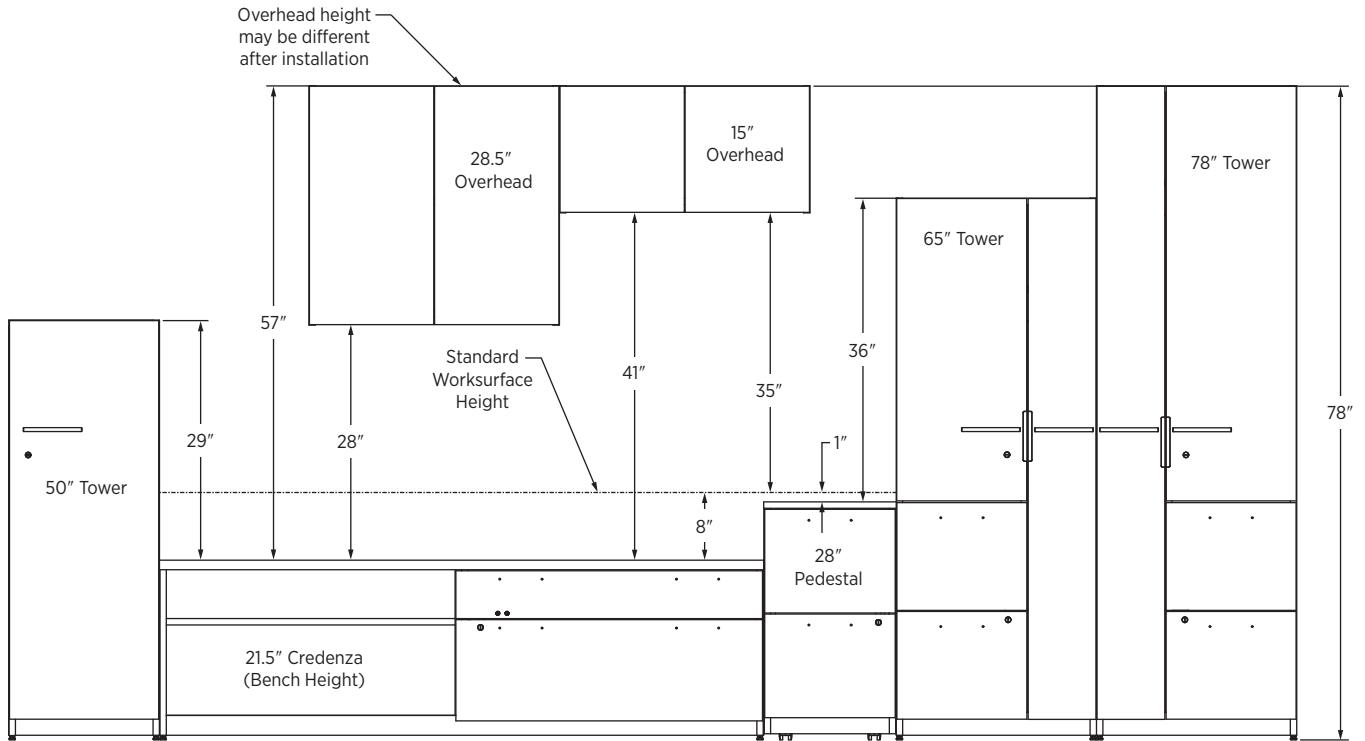 Overhead height
may be different
after installation
28.5″
Overhead
15″
Overhead
78″ Tower
65″ Tower
57″
Standard
Worksurface
Height
41″
35″
36″
78″
29″
28″
1″
50″ Tower
8″
28″
Pedestal
21.5″ Credenza
(Bench Height)